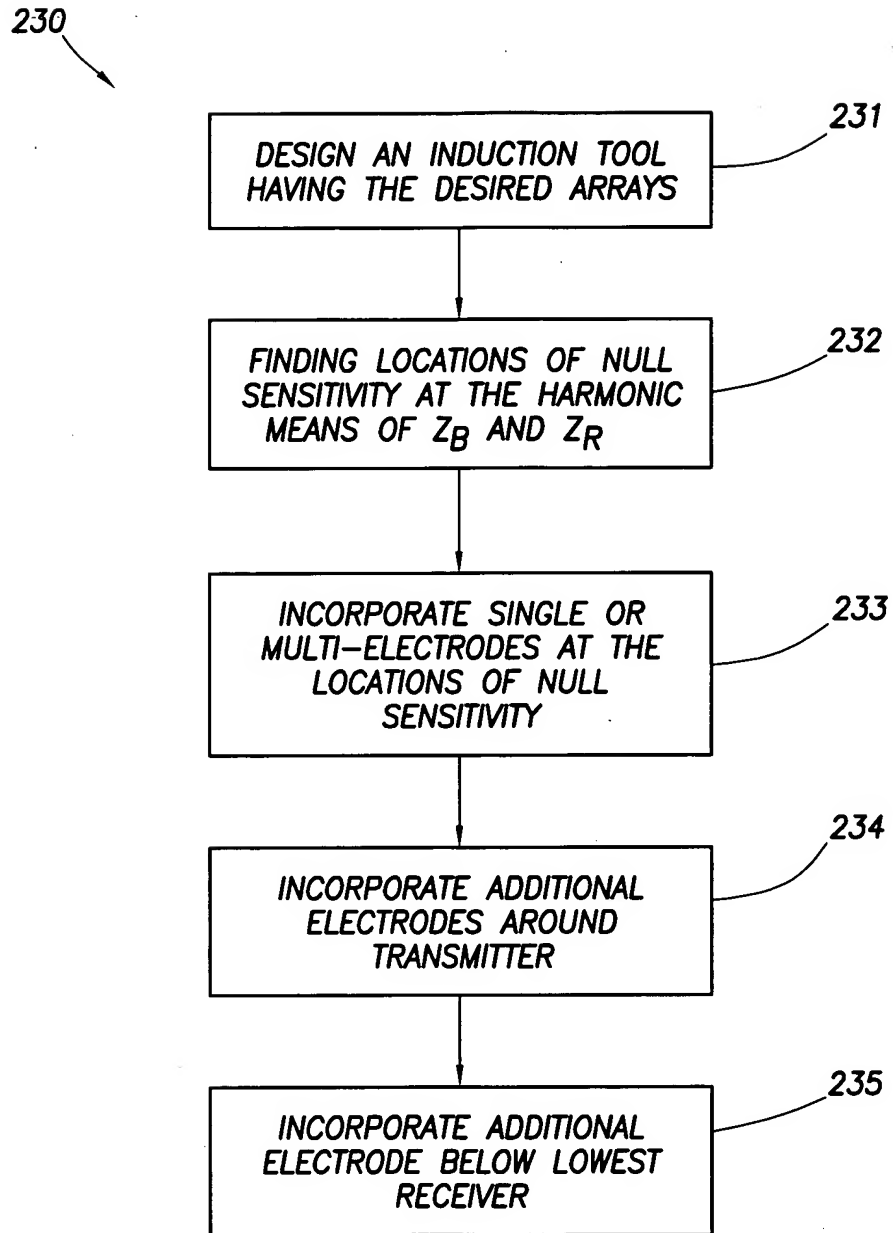 230
231
DESIGN AN INDUCTION TOOL
HAVING THE DESIRED ARRAYS
232
FINDING LOCATIONS OF NULL
SENSITIVITY AT THE HARMONIC
MEANS OF ZB AND ZR
233
INCORPORATE SINGLE OR
MULTI-ELECTRODES AT THE
LOCATIONS OF NULL
SENSITIVITY
234
INCORPORATE ADDITIONAL
ELECTRODES AROUND
TRANSMITTER
235
INCORPORATE ADDITIONAL
ELECTRODE BELOW LOWEST
RECEIVER